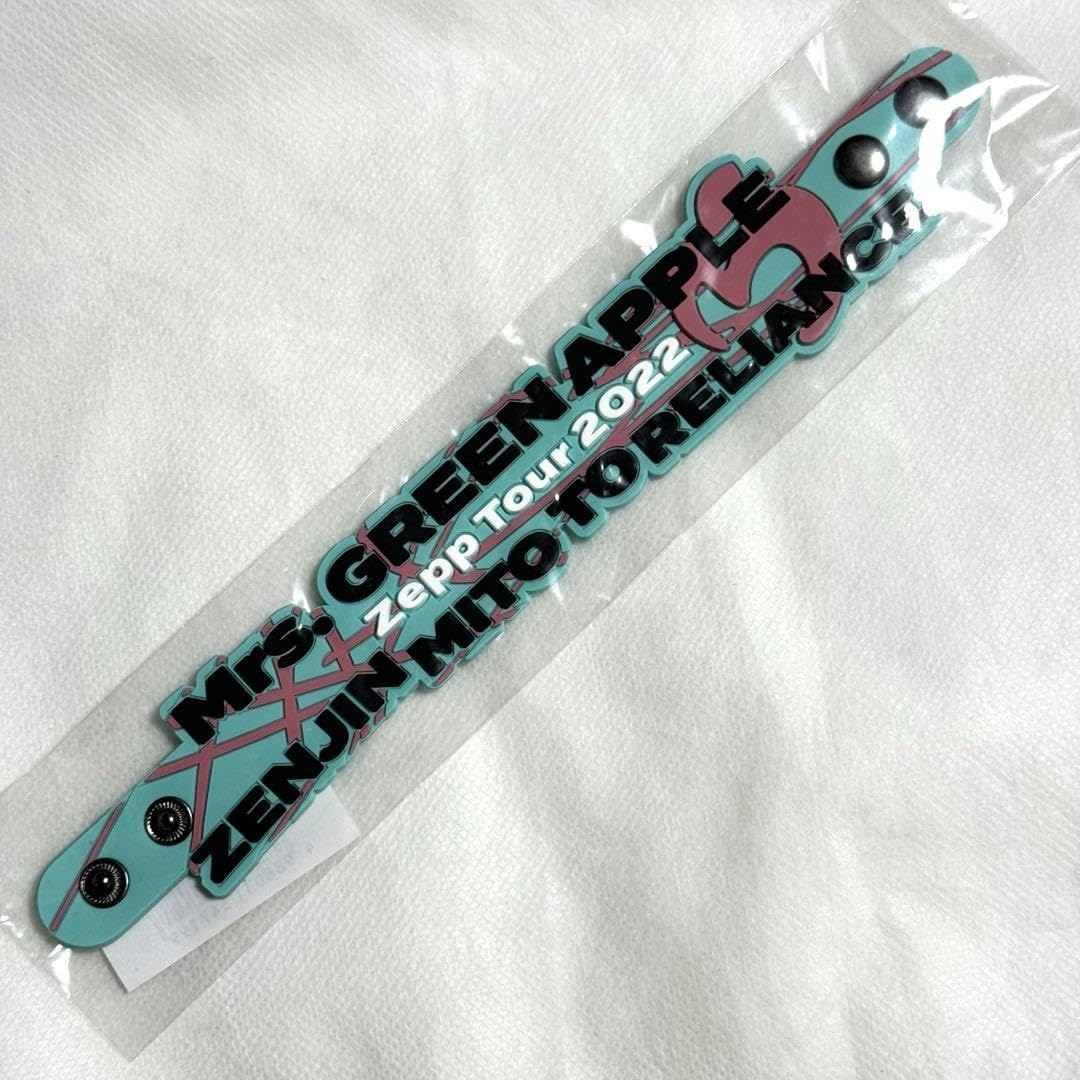 Mrs. GREEN APPLE
Zepp Tour 2022
ZENJIN MITO TO RELIANCE